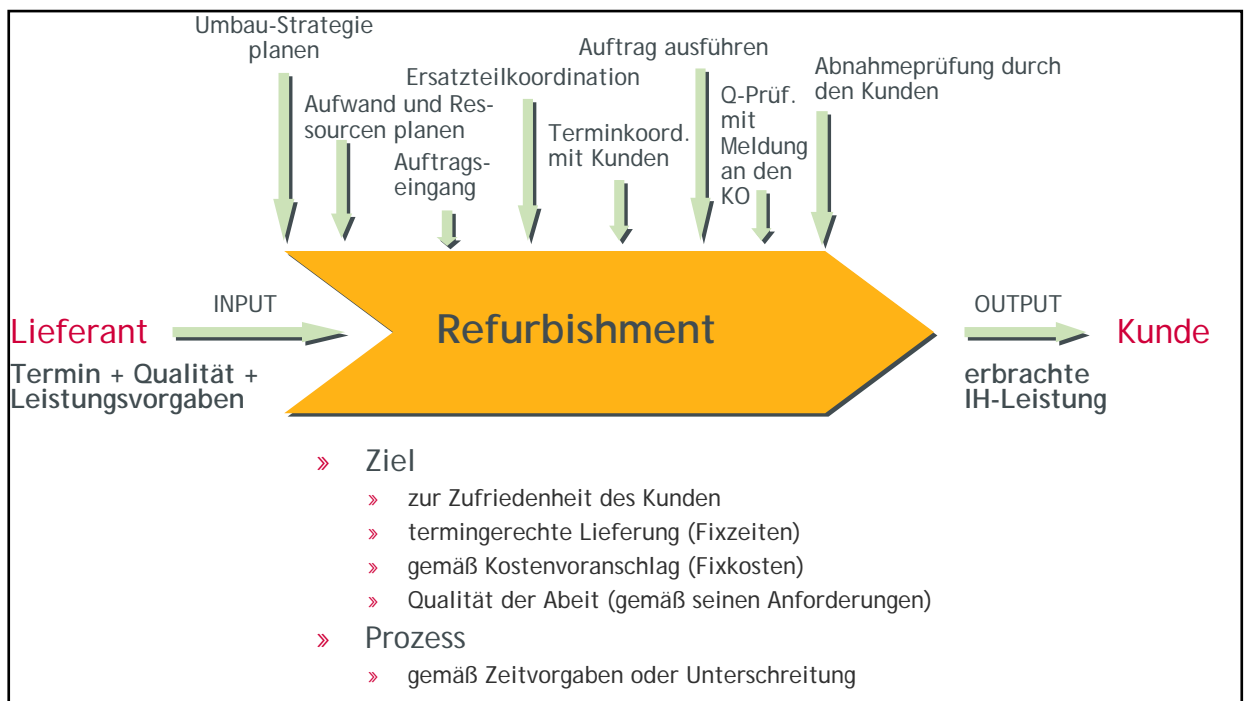 Umbau-Strategie
planen
Aufwand und Res-
sourcen planen
Auftrags-
eingang
Ersatzteilkoordination
Terminkoord.
mit Kunden
Auftrag ausführen
Q-Prüf.
mit
Meldung
an den
KO
Abnahmeprüfung durch
den Kunden
INPUT
Lieferant
Termin + Qualität +
Leistungsvorgaben
Refurbishment
OUTPUT
Kunde
erbrachte
IH-Leistung
» Ziel
» zur Zufriedenheit des Kunden
» termingerechte Lieferung (Fixzeiten)
» gemäß Kostenvoranschlag (Fixkosten)
» Qualität der Abeit (gemäß seinen Anforderungen)
» Prozess
» gemäß Zeitvorgaben oder Unterschreitung